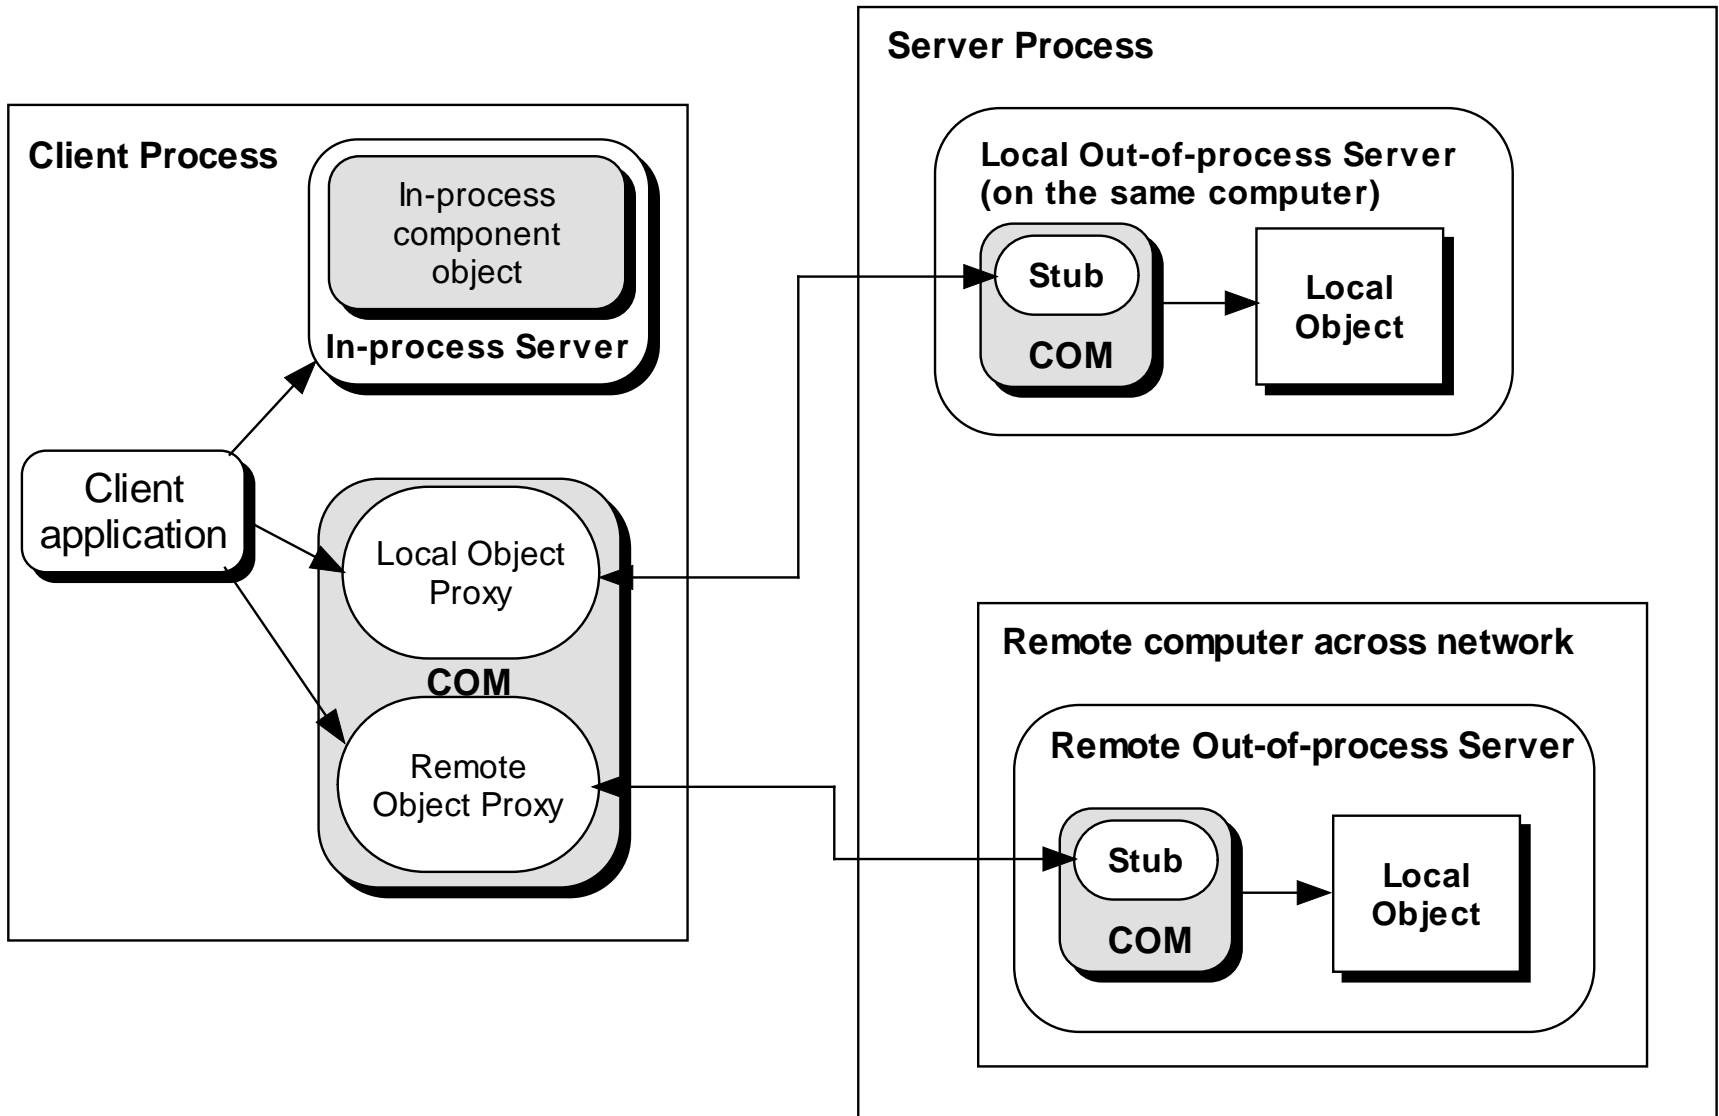 Client Process
In-process
component
object
In-process Server
Client
application
Local Object
Proxy
COM
Remote
Object Proxy
Server Process
Local Out-of-process Server
(on the same computer)
Stub
COM
Local
Object
Remote computer across network
Remote Out-of-process Server
Stub
COM
Local
Object